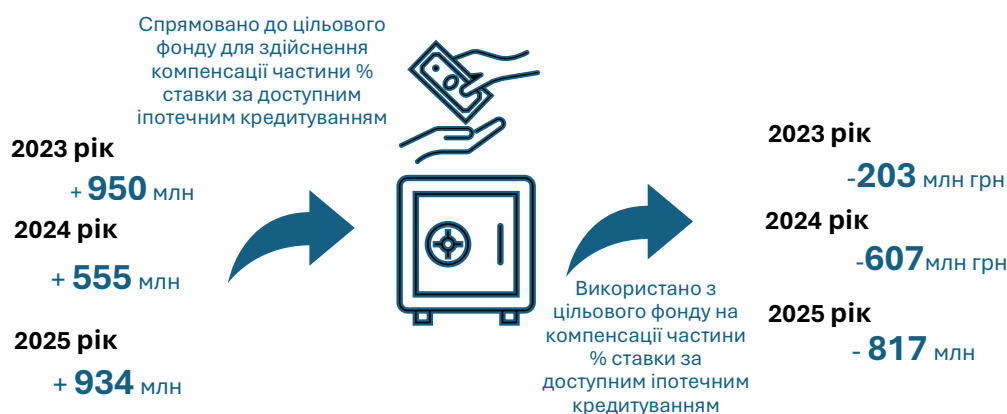 Спрямовано до цільового
фонду для здійснення
компенсації частини %
ставки за доступним
іпотечним кредитуванням
2023 рік
+ 950 млн
2024 рік
+ 555 млн
2025 рік
+ 934 млн
Використано з
цільового фонду на
компенсації частини
% ставки за
доступним іпотечним
кредитуванням
2023 рік
-203 млн грн
2024 рік
-607млн грн
2025 рік
- 817 млн